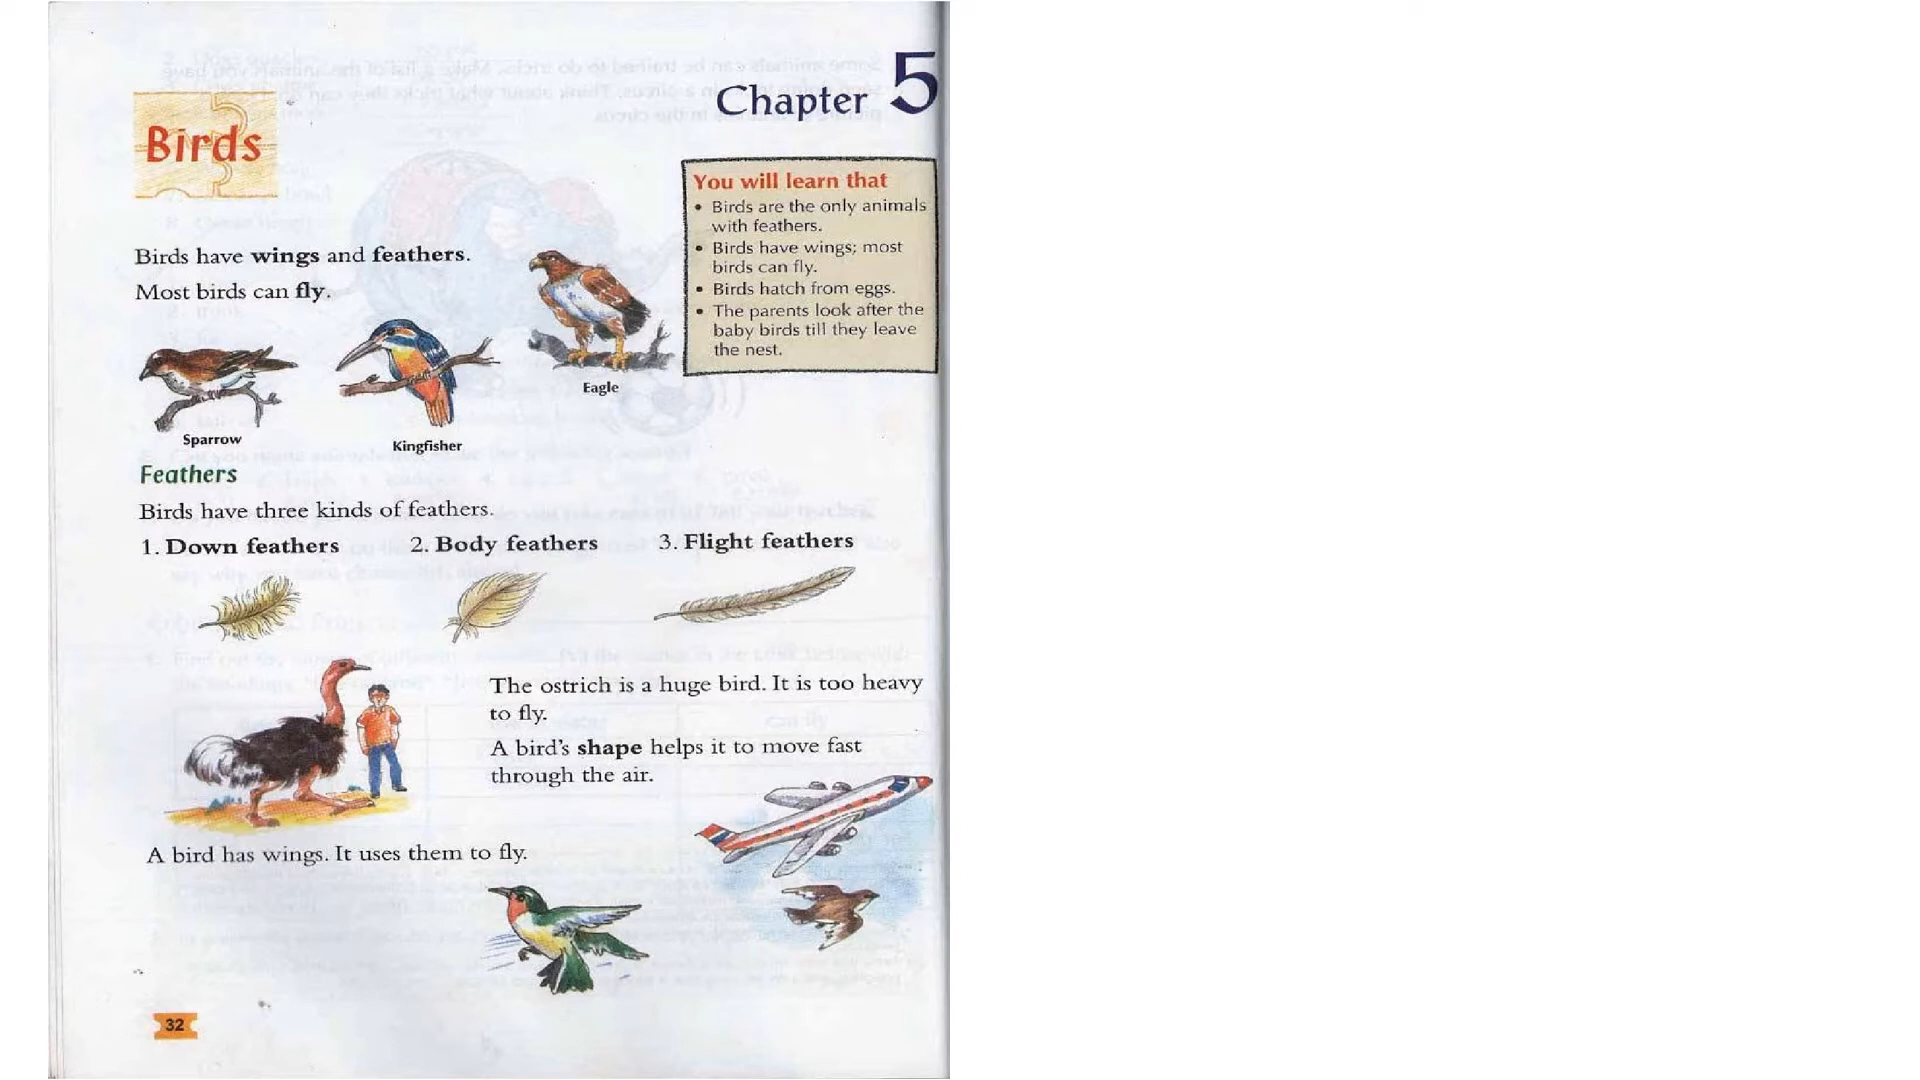 Chapter 5
Birds
You will learn that
• Birds are the only animals
with feathers.
• Birds have wings; most
birds can fly.
• Birds hatch from eggs.
• The parents look after the
baby birds till they leave
the nest.
Birds have wings and feathers.
Most birds can fly.
Sparrow
Kingfisher
Eagle
Feathers
Birds have three kinds of feathers.
1. Down feathers 2. Body feathers 3. Flight feathers
The ostrich is a huge bird. It is too heavy
to fly.
A bird's shape helps it to move fast
through the air.
A bird has wings. It uses them to fly.
32